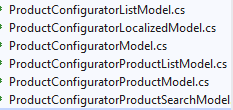 ProductConfiguratorListModel.cs
ProductConfiguratorLocalizedModel.cs
ProductConfiguratorModel.cs
ProductConfiguratorProductListModel.cs
ProductConfiguratorProductModel.cs
ProductConfiguratorProductSearchModel